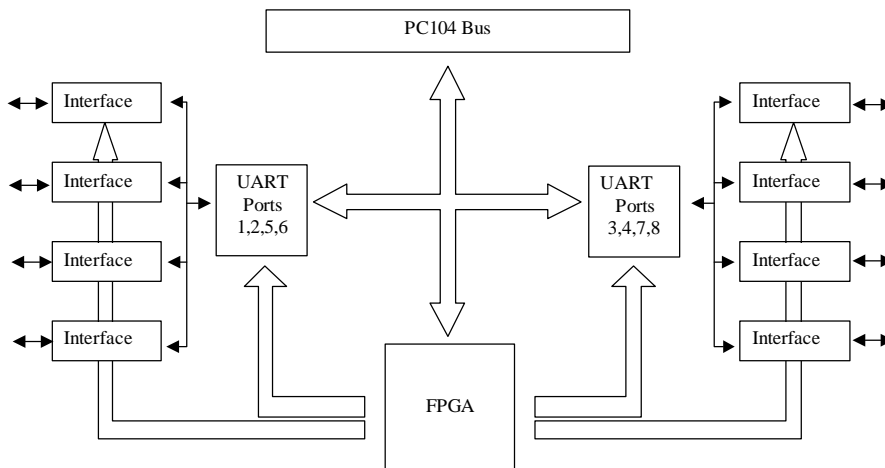 PC104 Bus
Interface
Interface
Interface
Interface
UART
Ports
1,2,5,6
UART
Ports
3,4,7,8
Interface
Interface
Interface
Interface
FPGA